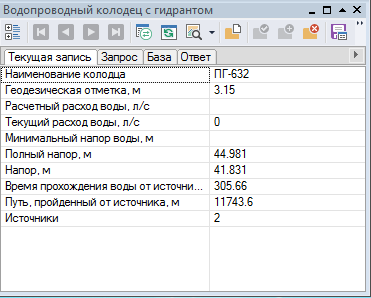 Водопроводный колодец с гидрантом
Текущая запись Запрос База Ответ
Наименование колодца ПГ-632
Геодезическая отметка, м 3.15
Расчетный расход воды, л/с
Текущий расход воды, л/с 0
Минимальный напор воды, м
Полный напор, м 44.981
Напор, м 41.831
Время прохождения воды от источни... 305.66
Путь, пройденный от источника, м 11743.6
Источники 2